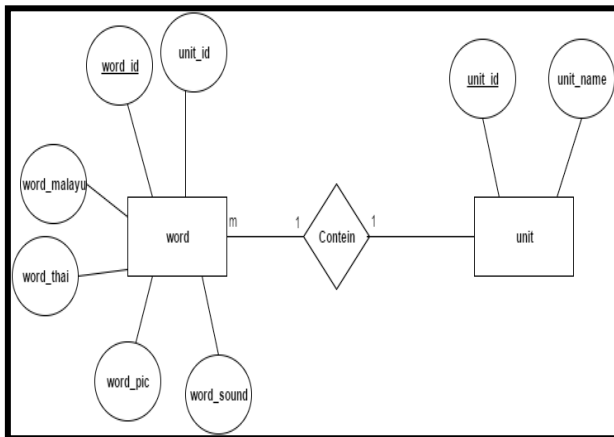 word_id
unit_id
unit_id
unit_name
word_malayu
m
1
1
word
Contein
unit
word_thai
word_pic
word_sound